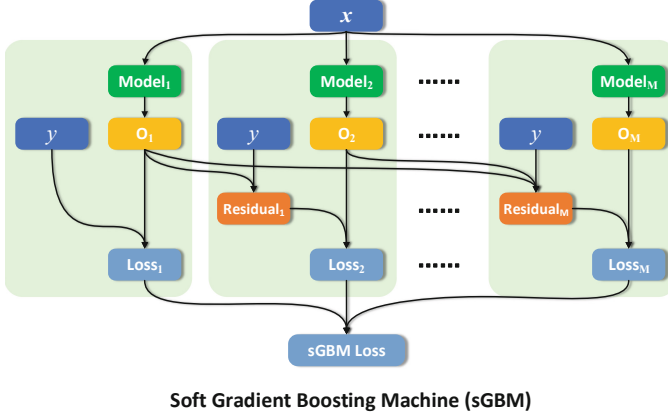 x
Model1 Model2 ...... ModelM
y O1 y O2 ...... y OM
Residual1 ...... ResidualM
Loss1 Loss2 ...... LossM
sGBM Loss
Soft Gradient Boosting Machine (sGBM)